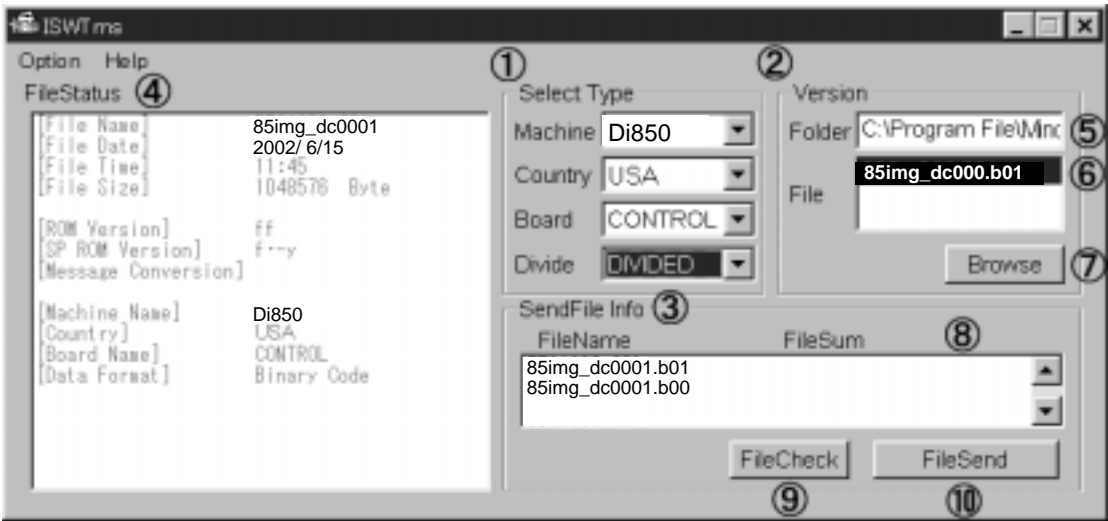 ISWTrns
Option Help
FileStatus ④
[File Name] 85img_dc0001
[File Date] 2002/ 6/15
[File Time] 11:45
[File Size] 1048576 Byte
[ROM Version] ff
[SP ROM Version] f--y
[Message Conversion]
[Machine Name] Di850
[Country] USA
[Board Name] CONTROL
[Data Format] Binary Code
①
Select Type
Machine Di850
Country USA
Board CONTROL
Divide DIVIDED
②
Version
Folder C:\Program File\Minc ⑤
File 85img_dc000.b01 ⑥
Browse ⑦
SendFile Info ③
FileName FileSum ⑧
85img_dc0001.b01
85img_dc0001.b00
FileCheck FileSend
⑨ ⑩